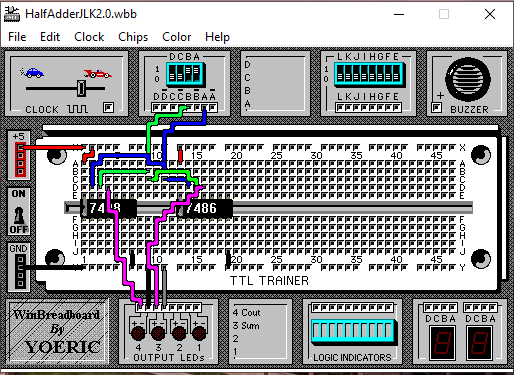 HalfAdderJLK2.0.wbb
File Edit Clock Chips Color Help
CLOCK
DCBA
1
0
DDCCBBAA
D
C
B
A
LKJIHGFE
1
0
LKJIHGFE
+
BUZZER
+5
1 5 10 15 20 25 30 35 40 45 X
A
B
C
D
E
7486
ON
OFF
F
G
H
I
J
GND
1 5 10 15 20 25 30 35 40 45 Y
TTL TRAINER
WinBreadboard
By
YOERIC
+ - + - + - + -
4 3 2 1
OUTPUT LEDs
4 Cout
3 Sum
2
1
LOGIC INDICATORS
DCBA DCBA